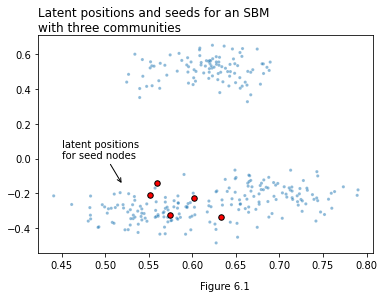 Latent positions and seeds for an SBM
with three communities
0.6
0.4
0.2
0.0
−0.2
−0.4
latent positions
for seed nodes
0.45 0.50 0.55 0.60 0.65 0.70 0.75 0.80
Figure 6.1